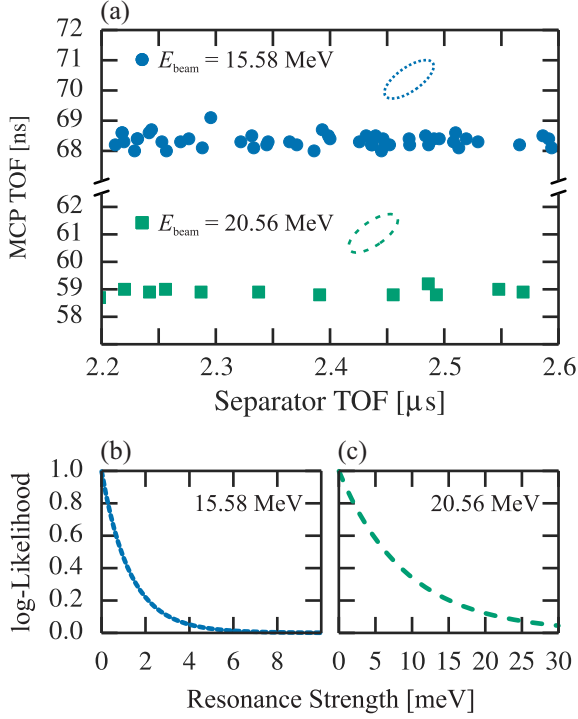 (a)
72
71
70
69
68
62
61
60
59
58
MCP TOF [ns]
E_beam = 15.58 MeV
E_beam = 20.56 MeV
2.2 2.3 2.4 2.5 2.6
Separator TOF [μs]
(b) (c)
1.0
0.8
0.6
0.4
0.2
0.0
log-Likelihood
15.58 MeV
20.56 MeV
0 2 4 6 8
0 5 10 15 20 25 30
Resonance Strength [meV]